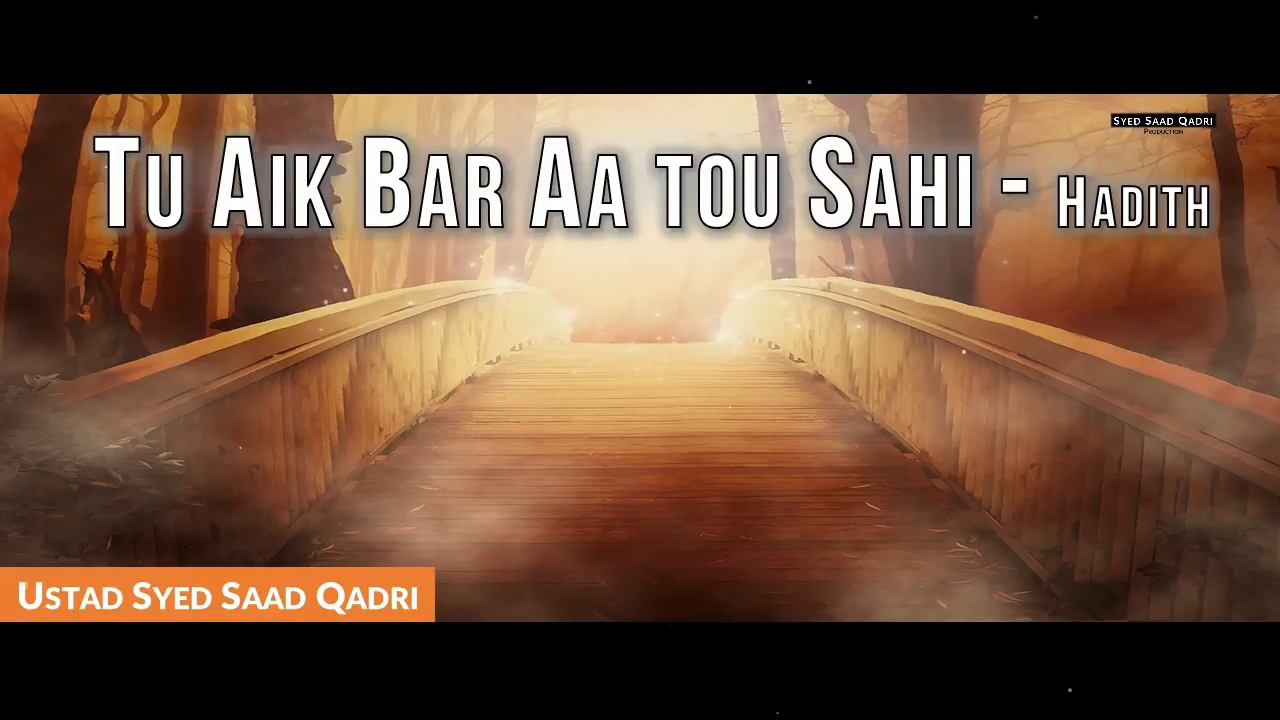 Syed Saad Qadri
Production
Tu Aik Bar Aa tou Sahi - Hadith
Ustad Syed Saad Qadri